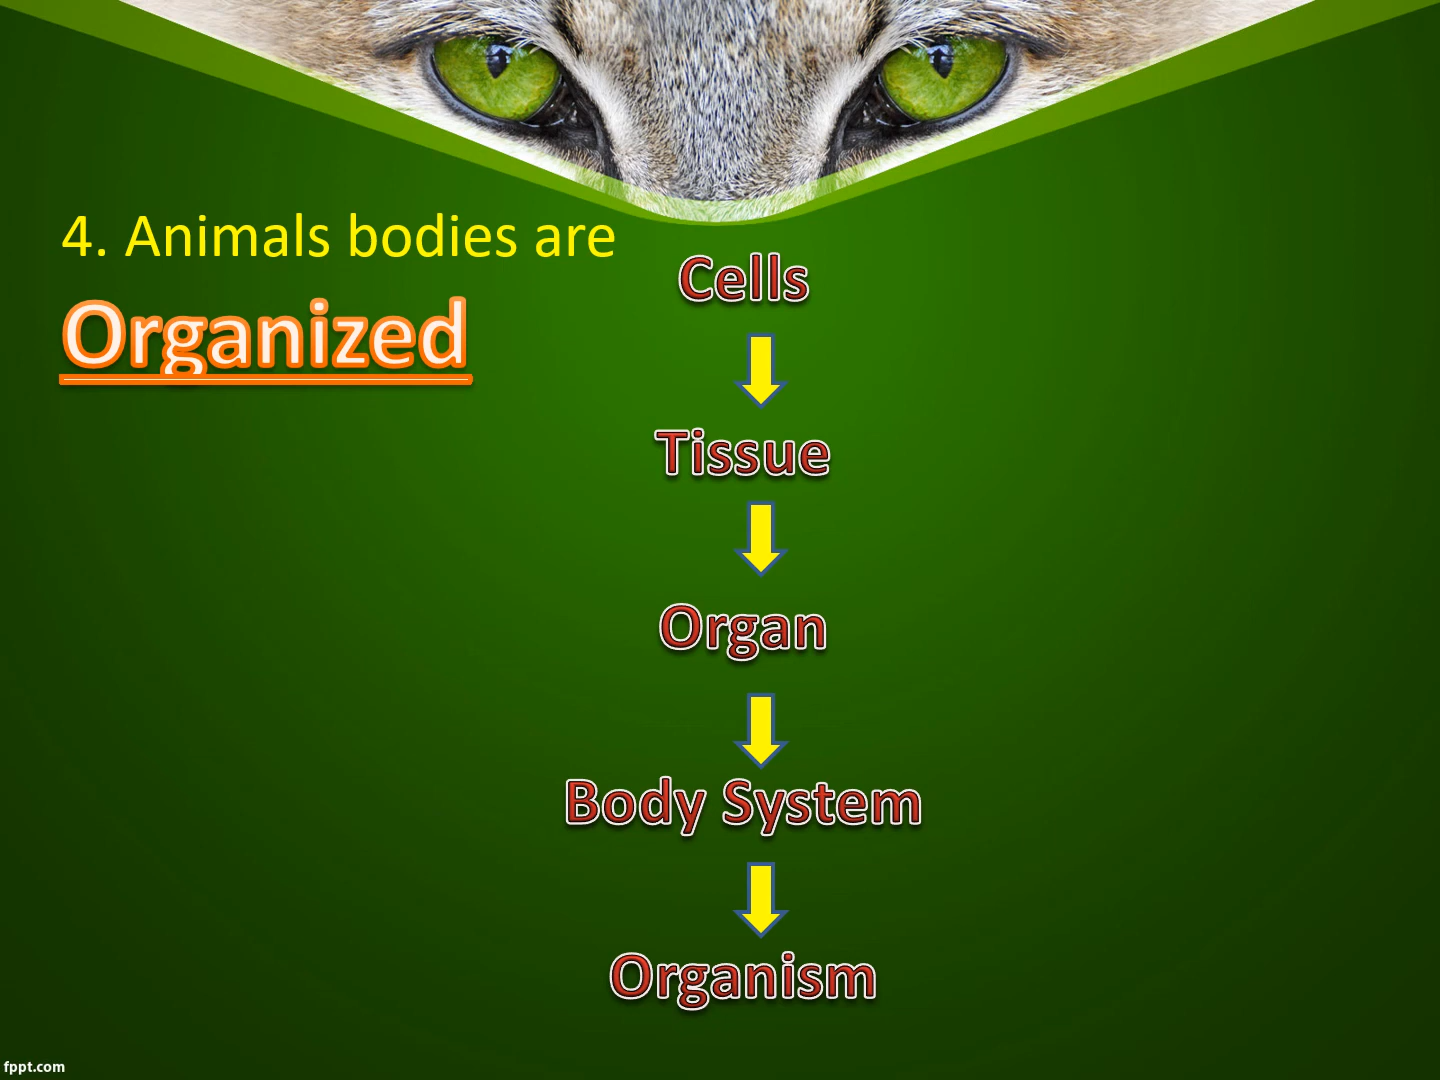 4. Animals bodies are
Organized
Cells
Tissue
Organ
Body System
Organism
fppt.com